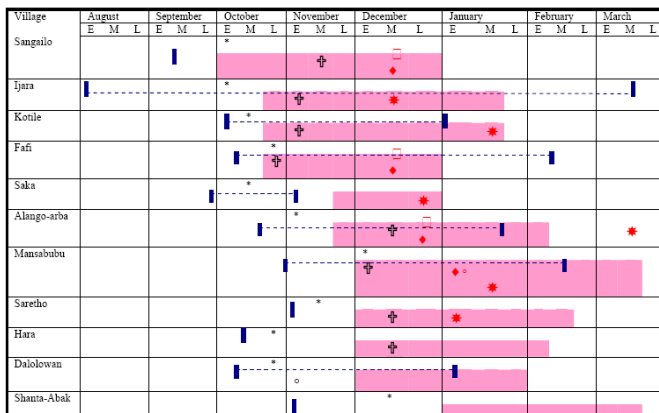 Village August September October November December January February March
E M L E M L E M L E M L E M L E M L E M L E M L
Sangailo *
Ijara *
Kotile *
Fafi *
Saka *
Alango-arba *
Mansabubu *
Saretho *
Hara *
Dalolowan *
Shanta-Abak *